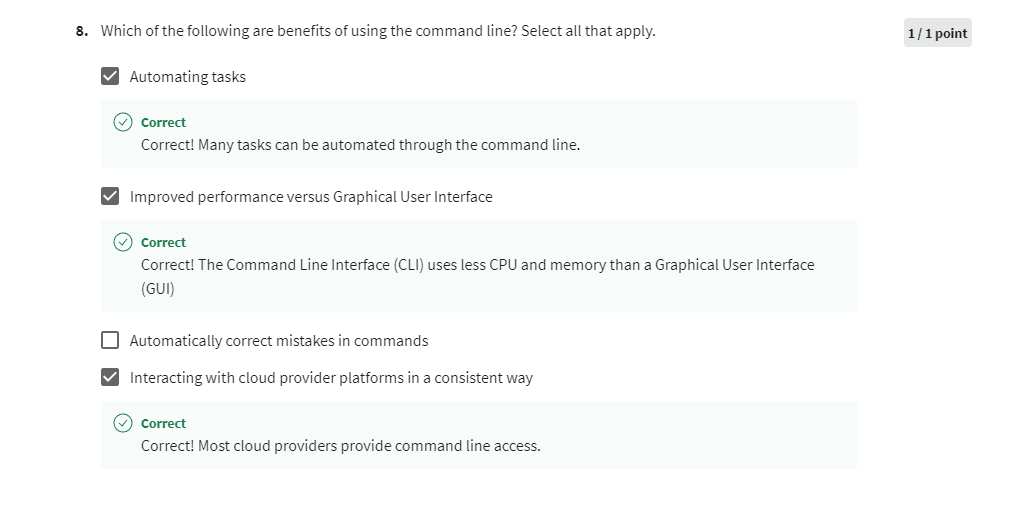 8. Which of the following are benefits of using the command line? Select all that apply.
1 / 1 point
Automating tasks
Correct
Correct! Many tasks can be automated through the command line.
Improved performance versus Graphical User Interface
Correct
Correct! The Command Line Interface (CLI) uses less CPU and memory than a Graphical User Interface
(GUI)
Automatically correct mistakes in commands
Interacting with cloud provider platforms in a consistent way
Correct
Correct! Most cloud providers provide command line access.